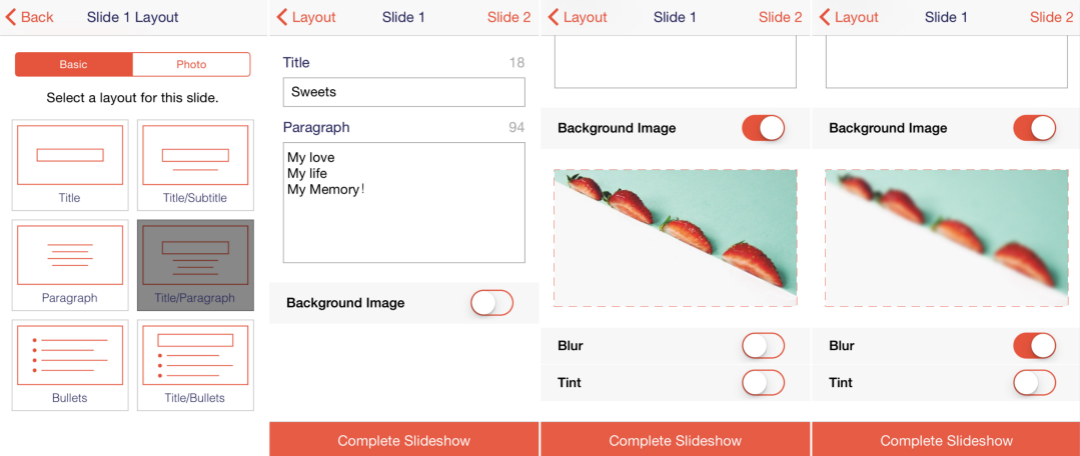 Back
Slide 1 Layout
Basic
Photo
Select a layout for this slide.
Title
Title/Subtitle
Paragraph
Title/Paragraph
Bullets
Title/Bullets
Layout
Slide 1
Slide 2
Title
18
Sweets
Paragraph
94
My love
My life
My Memory!
Background Image
Complete Slideshow
Layout
Slide 1
Slide 2
Background Image
Blur
Tint
Complete Slideshow
Layout
Slide 1
Slide 2
Background Image
Blur
Tint
Complete Slideshow